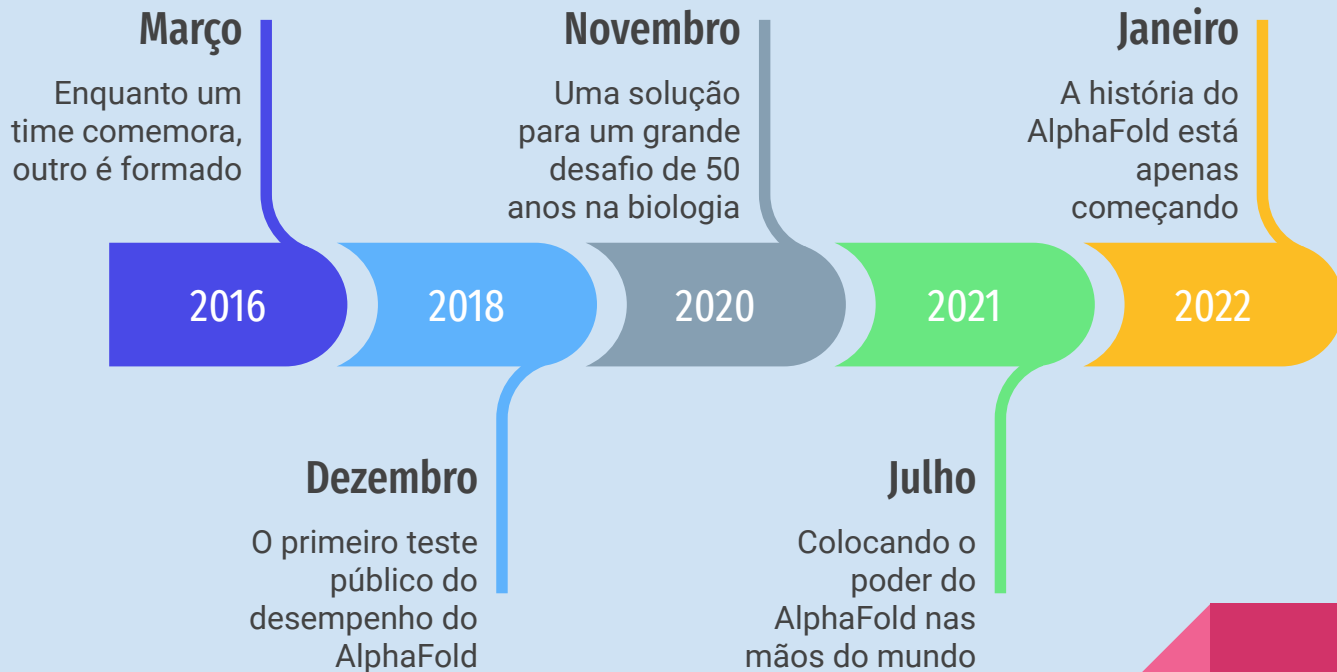 Março
Enquanto um
time comemora,
outro é formado
Novembro
Uma solução
para um grande
desafio de 50
anos na biologia
Janeiro
A história do
AlphaFold está
apenas
começando
2016
2018
2020
2021
2022
Dezembro
O primeiro teste
público do
desempenho do
AlphaFold
Julho
Colocando o
poder do
AlphaFold nas
mãos do mundo